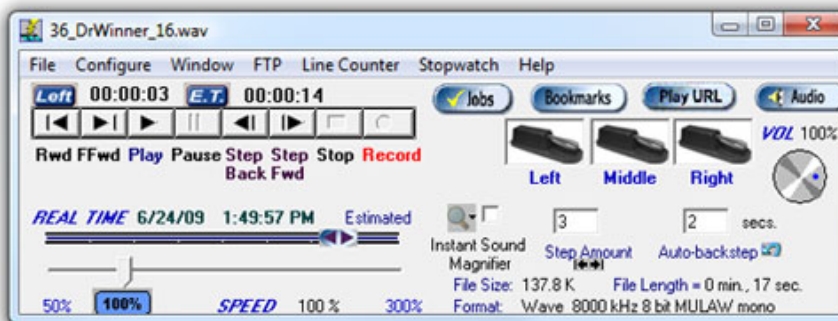 36_DrWinner_16.wav
File Configure Window FTP Line Counter Stopwatch Help
Left 00:00:03 E.T. 00:00:14 Jobs Bookmarks Play URL Audio
VOL 100%
Rwd FFwd Play Pause Step Back Step Fwd Stop Record
Left Middle Right
REAL TIME 6/24/09 1:49:57 PM Estimated
3 2 secs.
Instant Sound Magnifier Step Amount Auto-backstep
File Size: 137.8 K File Length = 0 min., 17 sec.
50% 100% SPEED 100 % 300% Format: Wave 8000 kHz 8 bit MULAW mono